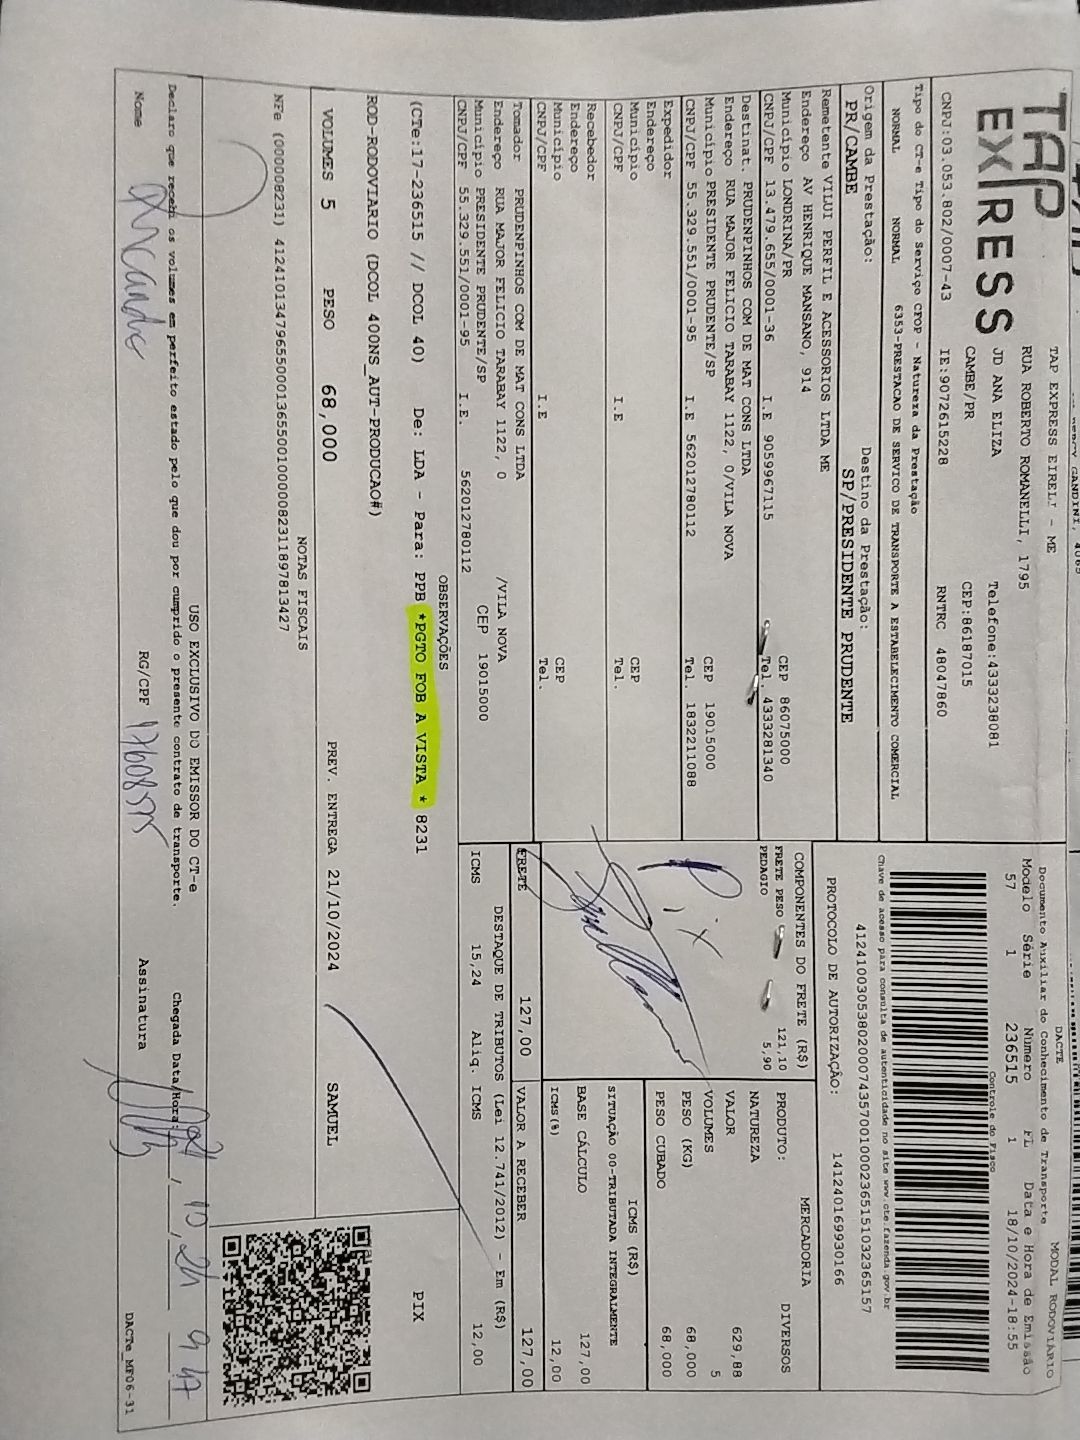 TAP
EXPRESS
TAP EXPRESS EIRELI - ME
RUA ROBERTO ROMANELLI, 1795
JD ANA ELIZA
Telefone:4333238081
CAMBE/PR
CEP:86187015
CNPJ:03.053.802/0007-43
IE:9072615228
RNTRC 48047860
DACTE
MODAL RODOVIÁRIO
Documento Auxiliar do Conhecimento de Transporte
Modelo Série Número FL Data e Hora de Emissão
57 1 236515 1 18/10/2024-18:55
Controle do Fisco
Chave de acesso para consulta de autenticidade no site www.cte.fazenda.gov.br
41241003053802000743570010002365151032365157
PROTOCOLO DE AUTORIZAÇÃO:
141240169930166
Tipo do CT-e Tipo do Serviço CFOP - Natureza da Prestação
NORMAL NORMAL 6353-PRESTACAO DE SERVICO DE TRANSPORTE A ESTABELECIMENTO COMERCIAL
Origem da Prestação:
Destino da Prestação:
PR/CAMBE
SP/PRESIDENTE PRUDENTE
Remetente VILUI PERFIL E ACESSORIOS LTDA ME
Endereço AV HENRIQUE MANSANO, 914
Município LONDRINA/PR CEP 86075000
CNPJ/CPF 13.479.655/0001-36 I.E 9059967115 Tel. 4333281340
Destinat. PRUDENPINHOS COM DE MAT CONS LTDA
Endereço RUA MAJOR FELICIO TARABAY 1122, 0/VILA NOVA
Município PRESIDENTE PRUDENTE/SP CEP 19015000
CNPJ/CPF 55.329.551/0001-95 I.E 562012780112 Tel. 1832211088
Expedidor
Endereço
Município CEP
CNPJ/CPF I.E Tel.
Recebedor
Endereço
Município CEP
CNPJ/CPF I.E Tel.
Tomador PRUDENPINHOS COM DE MAT CONS LTDA
Endereço RUA MAJOR FELICIO TARABAY 1122, 0 /VILA NOVA
Município PRESIDENTE PRUDENTE/SP CEP 19015000
CNPJ/CPF 55.329.551/0001-95 I.E. 562012780112
COMPONENTES DO FRETE (R$)
FRETE PESO 121,10
PEDAGIO 5,90
Pix
MERCADORIA
PRODUTO: DIVERSOS
NATUREZA
VALOR 629,88
VOLUMES 5
PESO (KG) 68,000
PESO CUBADO 68,000
ICMS (R$)
SITUAÇÃO 00-TRIBUTADA INTEGRALMENTE
BASE CÁLCULO 127,00
ICMS(%) 12,00
FRETE 127,00
VALOR A RECEBER 127,00
DESTAQUE DE TRIBUTOS (Lei 12.741/2012) - Em (R$)
ICMS 15,24 Aliq. ICMS 12,00
OBSERVAÇÕES
(CTe:17-236515 // DCOL 40) De: LDA - Para: PPB *PGTO FOB A VISTA * 8231
PIX
ROD-RODOVIARIO (DCOL 400NS_AUT-PRODUCAO#)
VOLUMES 5 PESO 68,000 PREV. ENTREGA 21/10/2024 SAMUEL
NOTAS FISCAIS
NFe (000008231) 41241013479655000136550010000082311897813427
USO EXCLUSIVO DO EMISSOR DO CT-e
Declaro que recebi os volumes em perfeito estado pelo que dou por cumprido o presente contrato de transporte. Chegada Data/Hora:
Nome RG/CPF Assinatura
DACTe_MF06-31